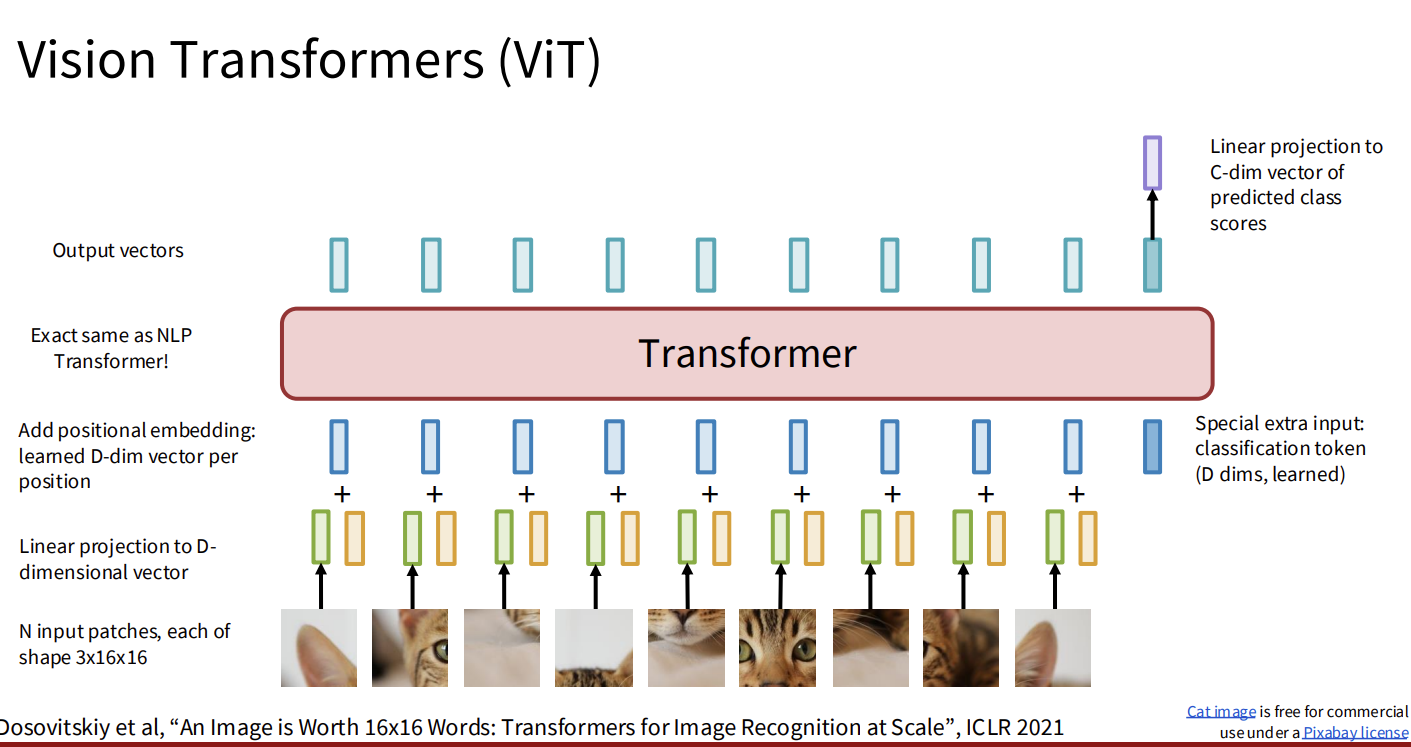 Vision Transformers (ViT)
Linear projection to
C-dim vector of
predicted class
scores
Output vectors
Exact same as NLP
Transformer!
Transformer
Add positional embedding:
learned D-dim vector per
position
Special extra input:
classification token
(D dims, learned)
+ + + + + + + + +
Linear projection to D-
dimensional vector
N input patches, each of
shape 3x16x16
Dosovitskiy et al, “An Image is Worth 16x16 Words: Transformers for Image Recognition at Scale”, ICLR 2021
Cat image is free for commercial
use under a Pixabay license